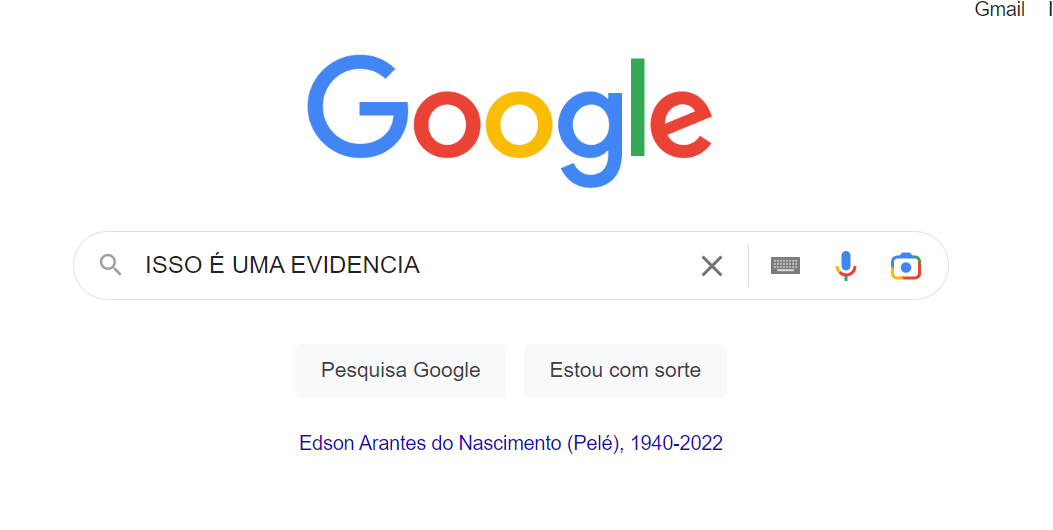 Gmail
Google
ISSO É UMA EVIDENCIA
Pesquisa Google
Estou com sorte
Edson Arantes do Nascimento (Pelé), 1940-2022